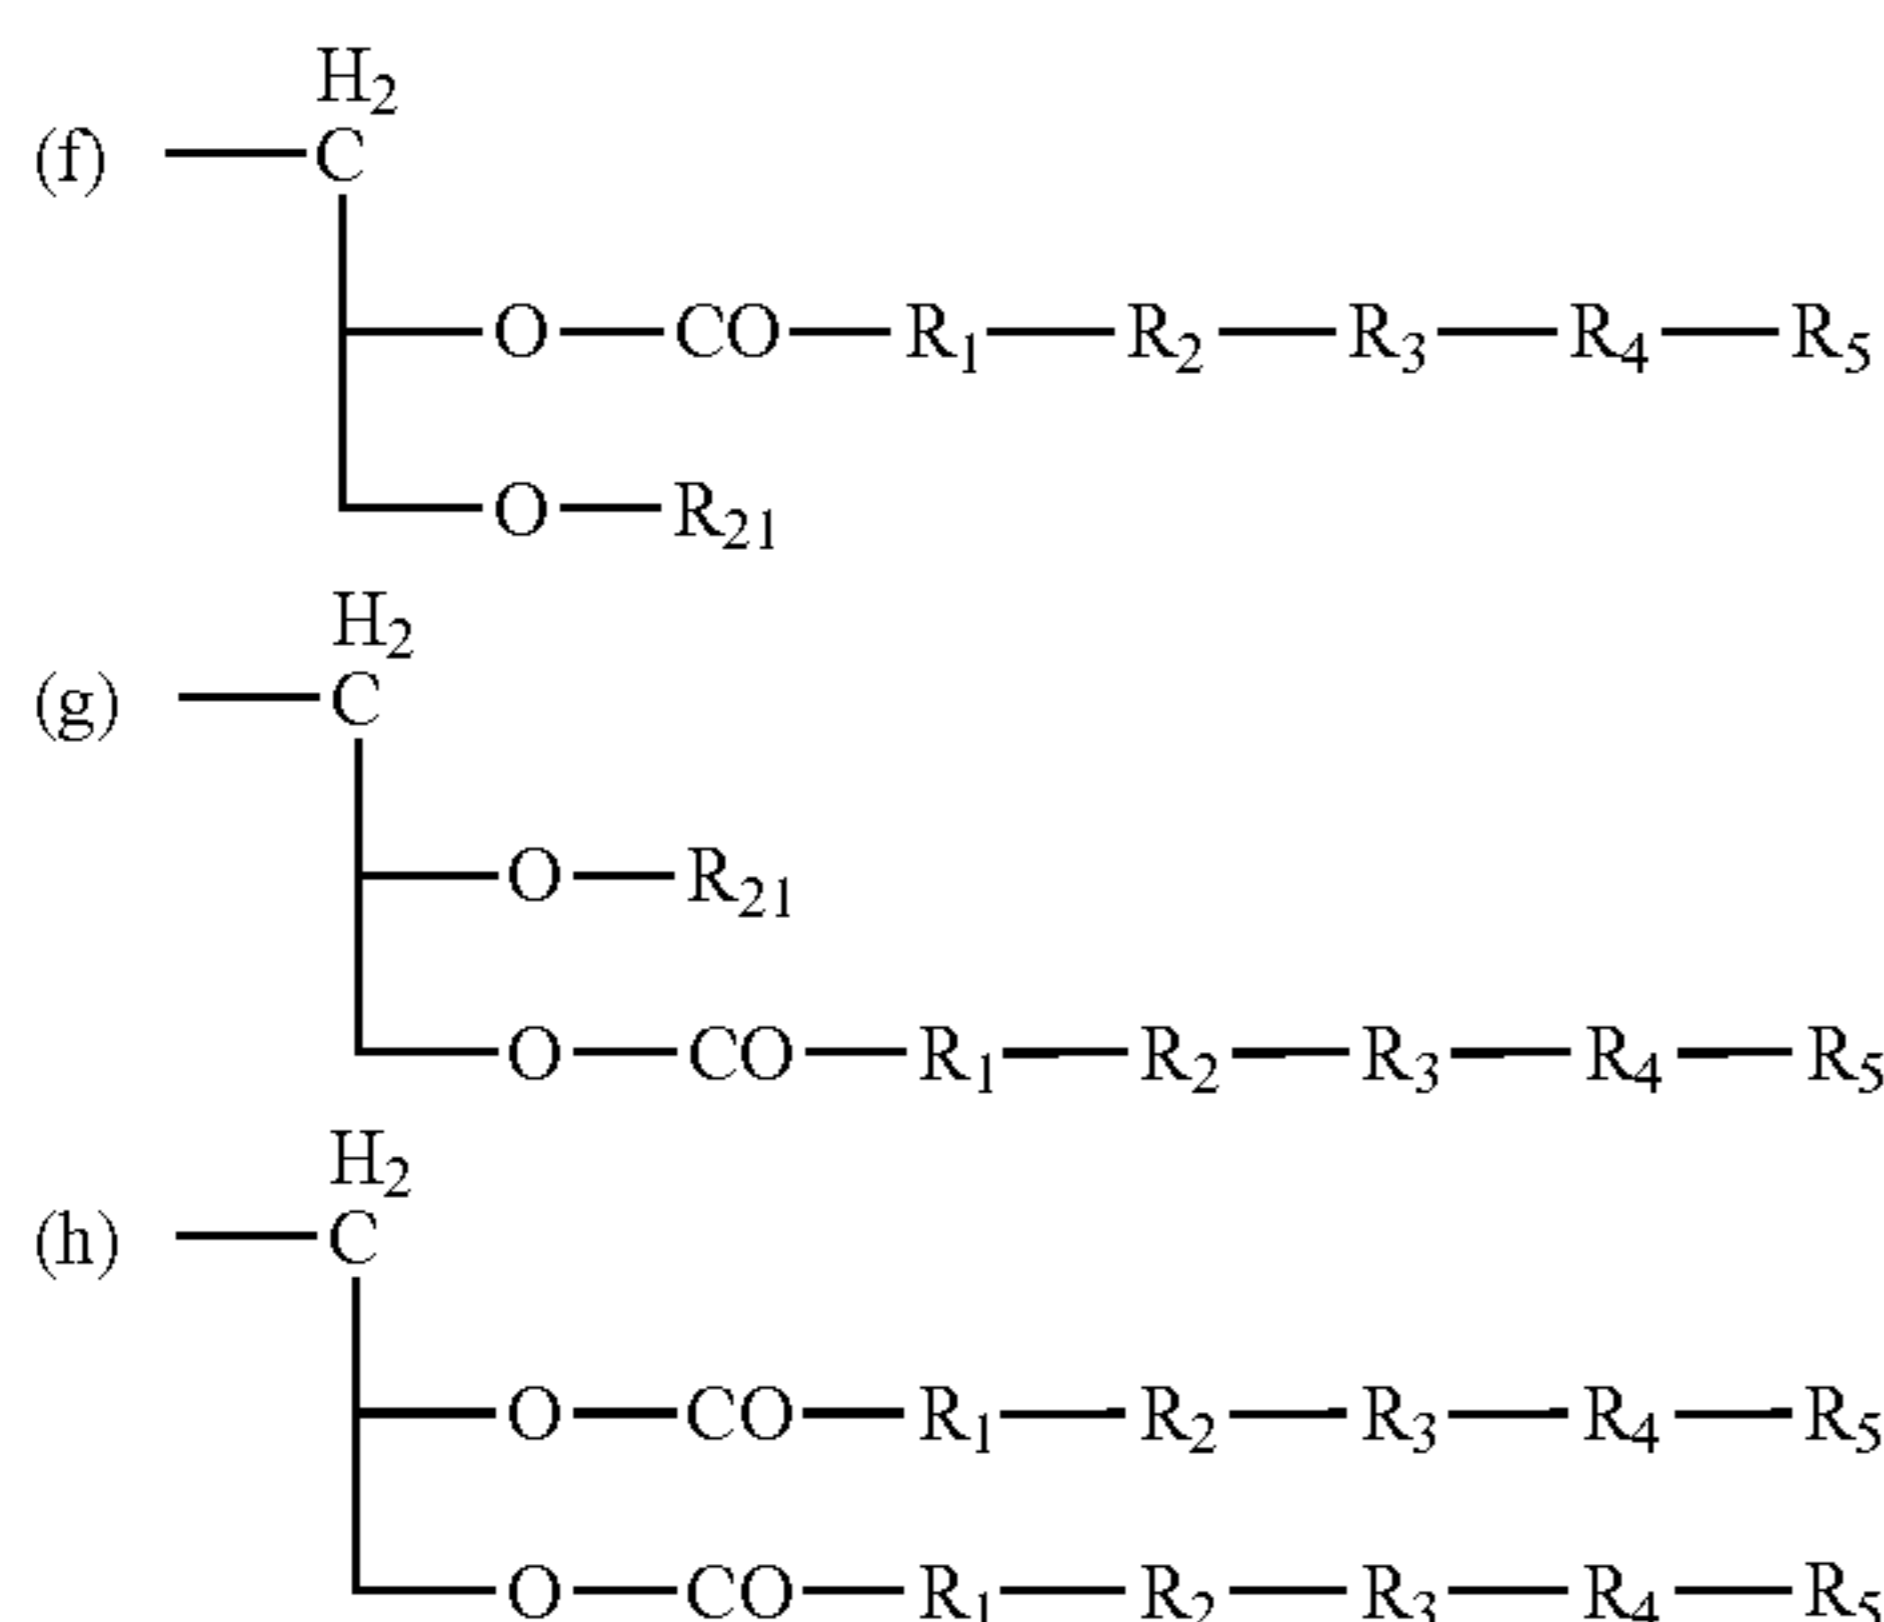 H₂
(f) —C
O—CO—R₁—R₂—R₃—R₄—R₅
O—R₂₁
H₂
(g) —C
O—R₂₁
O—CO—R₁—R₂—R₃—R₄—R₅
H₂
(h) —C
O—CO—R₁—R₂—R₃—R₄—R₅
O—CO—R₁—R₂—R₃—R₄—R₅